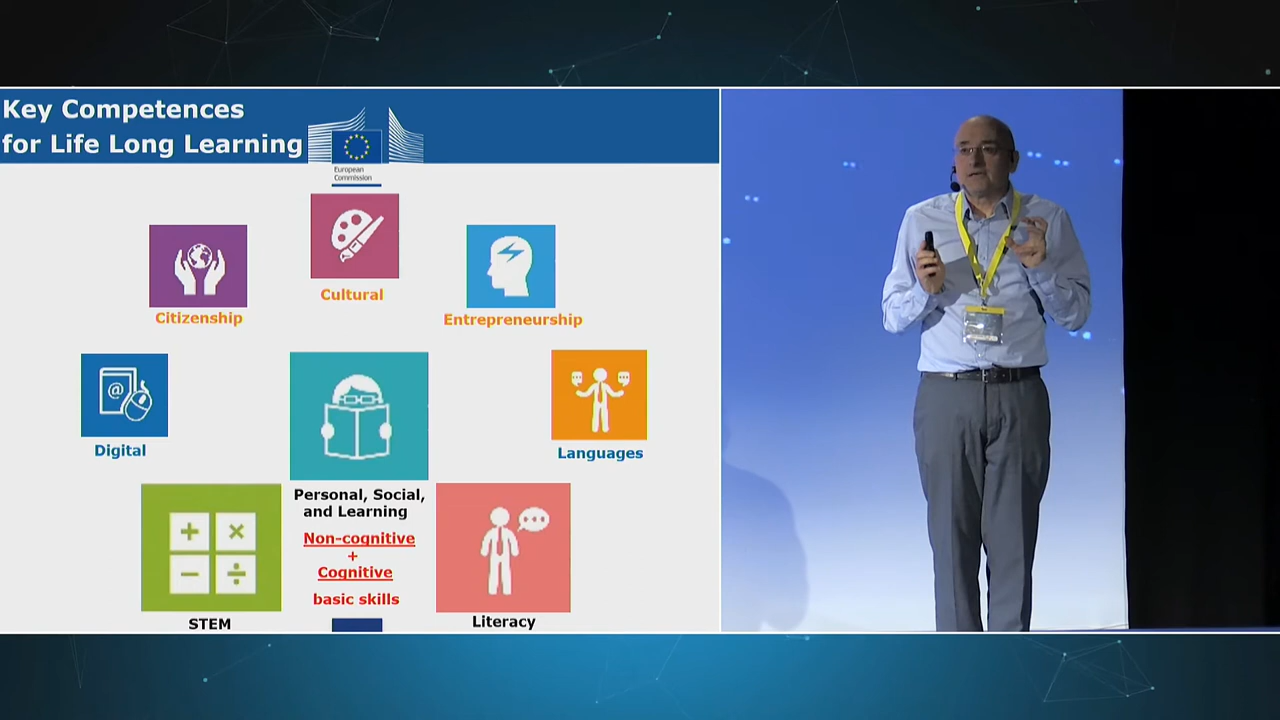 Key Competences
for Life Long Learning
European
Commission
Cultural
Citizenship
Entrepreneurship
@
Digital
Languages
Personal, Social,
and Learning
Non-cognitive
+
Cognitive
basic skills
+ ×
− ÷
STEM
Literacy